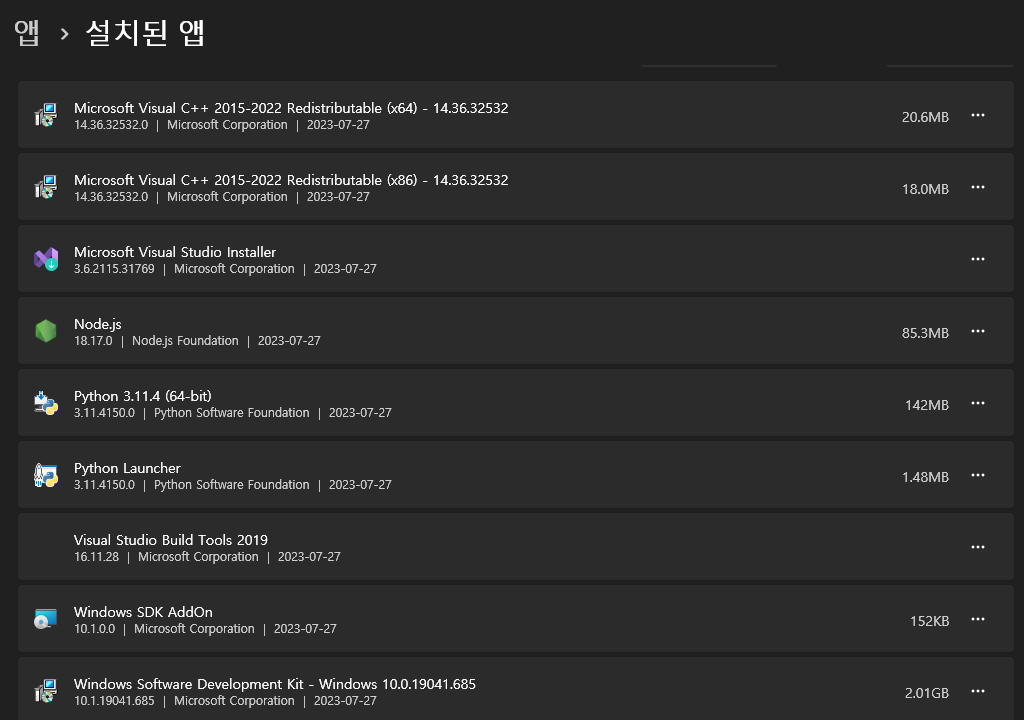 앱 › 설치된 앱
Microsoft Visual C++ 2015-2022 Redistributable (x64) - 14.36.32532
14.36.32532.0 | Microsoft Corporation | 2023-07-27
20.6MB
Microsoft Visual C++ 2015-2022 Redistributable (x86) - 14.36.32532
14.36.32532.0 | Microsoft Corporation | 2023-07-27
18.0MB
Microsoft Visual Studio Installer
3.6.2115.31769 | Microsoft Corporation | 2023-07-27
Node.js
18.17.0 | Node.js Foundation | 2023-07-27
85.3MB
Python 3.11.4 (64-bit)
3.11.4150.0 | Python Software Foundation | 2023-07-27
142MB
Python Launcher
3.11.4150.0 | Python Software Foundation | 2023-07-27
1.48MB
Visual Studio Build Tools 2019
16.11.28 | Microsoft Corporation | 2023-07-27
Windows SDK AddOn
10.1.0.0 | Microsoft Corporation | 2023-07-27
152KB
Windows Software Development Kit - Windows 10.0.19041.685
10.1.19041.685 | Microsoft Corporation | 2023-07-27
2.01GB